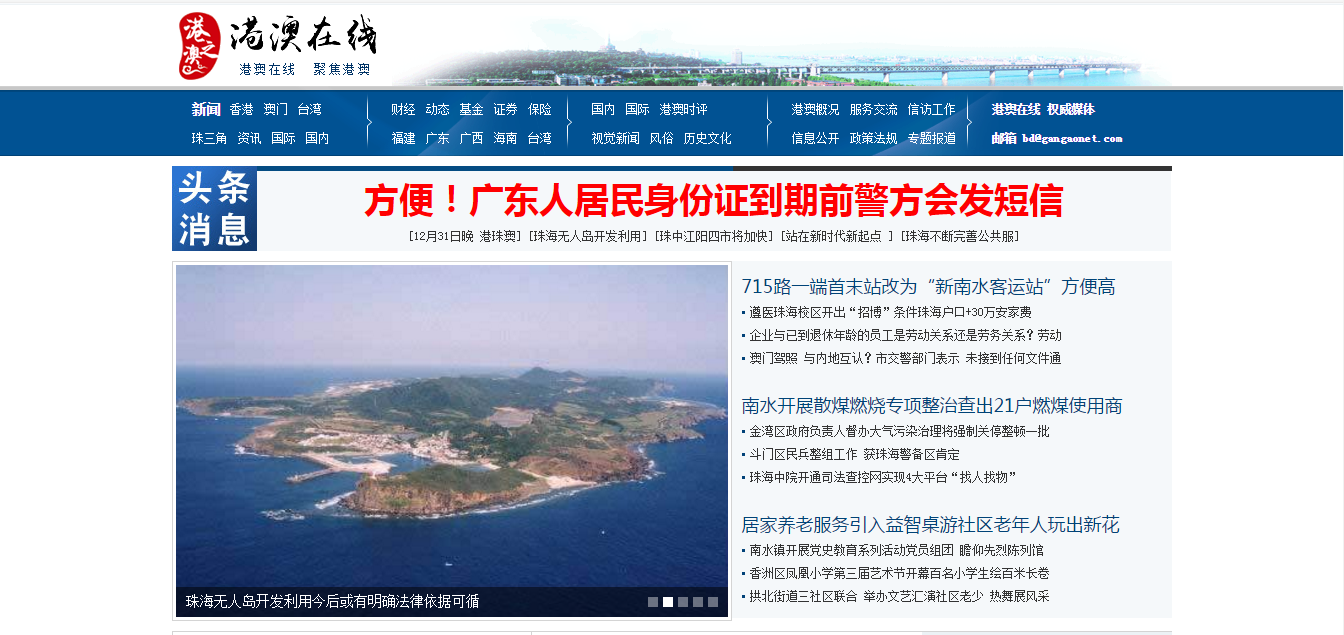 港澳之
港澳在线
港澳在线 聚焦港澳
新闻 香港 澳门 台湾
珠三角 资讯 国际 国内
财经 动态 基金 证券 保险
福建 广东 广西 海南 台湾
国内 国际 港澳时评
视觉新闻 风俗 历史文化
港澳概况 服务交流 信访工作
信息公开 政策法规 专题报道
港澳在线 权威媒体
邮箱 bd@gangaonet.com
头条
消息
方便！广东人居民身份证到期前警方会发短信
[12月31日晚 港珠澳] [珠海无人岛开发利用] [珠中江阳四市将加快] [站在新时代新起点 ] [珠海不断完善公共服]
珠海无人岛开发利用今后或有明确法律依据可循
715路一端首末站改为“新南水客运站”方便高
遵医珠海校区开出“招博”条件珠海户口+30万安家费
企业与已到退休年龄的员工是劳动关系还是劳务关系？劳动
澳门驾照 与内地互认？市交警部门表示 未接到任何文件通
南水开展散煤燃烧专项整治查出21户燃煤使用商
金湾区政府负责人督办大气污染治理将强制关停整顿一批
斗门区民兵整组工作 获珠海警备区肯定
珠海中院开通司法查控网实现4大平台“找人找物”
居家养老服务引入益智桌游社区老年人玩出新花
南水镇开展党史教育系列活动党员组团 瞻仰先烈陈列馆
香洲区凤凰小学第三届艺术节开幕百名小学生绘百米长卷
拱北街道三社区联合 举办文艺汇演社区老少 热舞展风采